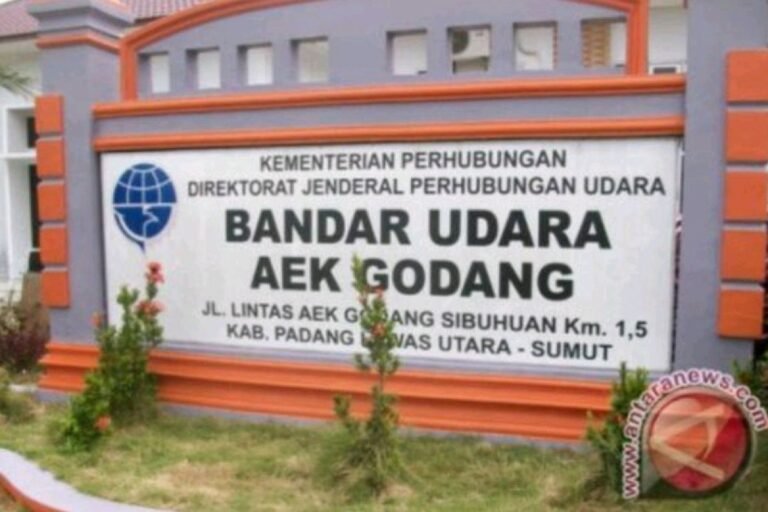 KEMENTERIAN PERHUBUNGAN
DIREKTORAT JENDERAL PERHUBUNGAN UDARA
BANDAR UDARA
AEK GODANG
JL. LINTAS AEK GODANG SIBUHUAN Km. 1,5
KAB. PADANG LAWAS UTARA - SUMUT
www.antaranews.com